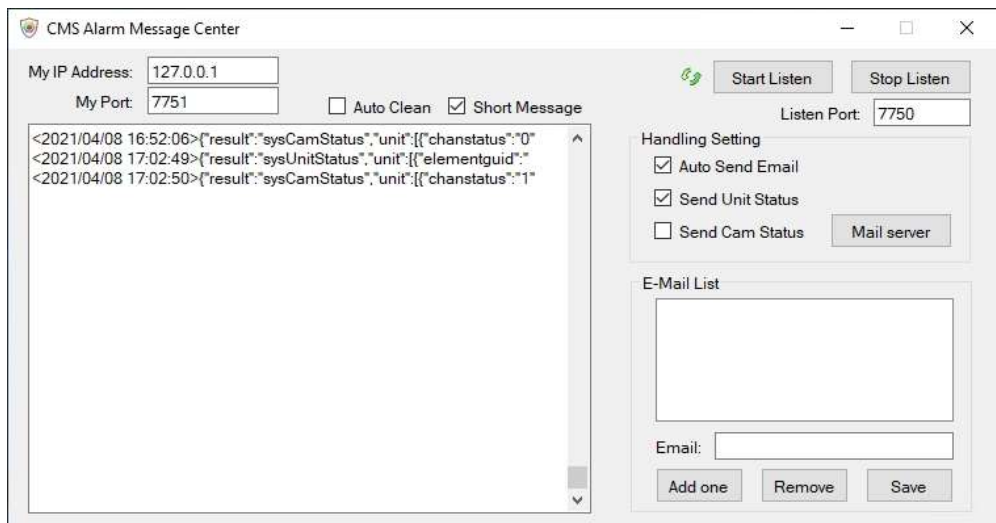 CMS Alarm Message Center
My IP Address: 127.0.0.1
My Port: 7751
Auto Clean
Short Message
<2021/04/08 16:52:06>{"result":"sysCamStatus","unit":[{"chanstatus":"0"
<2021/04/08 17:02:49>{"result":"sysUnitStatus","unit":[{"elementguid":"
<2021/04/08 17:02:50>{"result":"sysCamStatus","unit":[{"chanstatus":"1"
Start Listen
Stop Listen
Listen Port: 7750
Handling Setting
Auto Send Email
Send Unit Status
Send Cam Status
Mail server
E-Mail List
Email:
Add one
Remove
Save